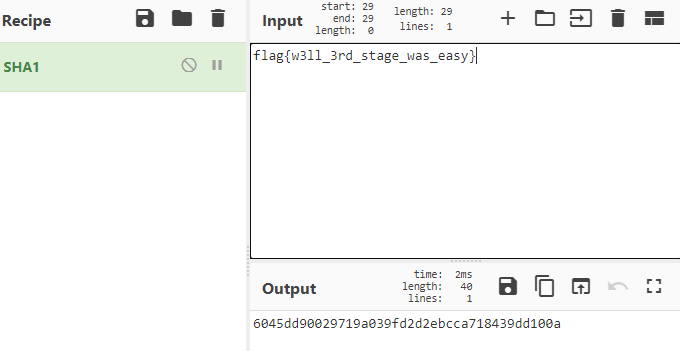 Recipe
SHA1
Input
start: 29
end: 29
length: 0
length: 29
lines: 1
flag{w3ll_3rd_stage_was_easy}
Output
time: 2ms
length: 40
lines: 1
6045dd90029719a039fd2d2ebcca718439dd100a